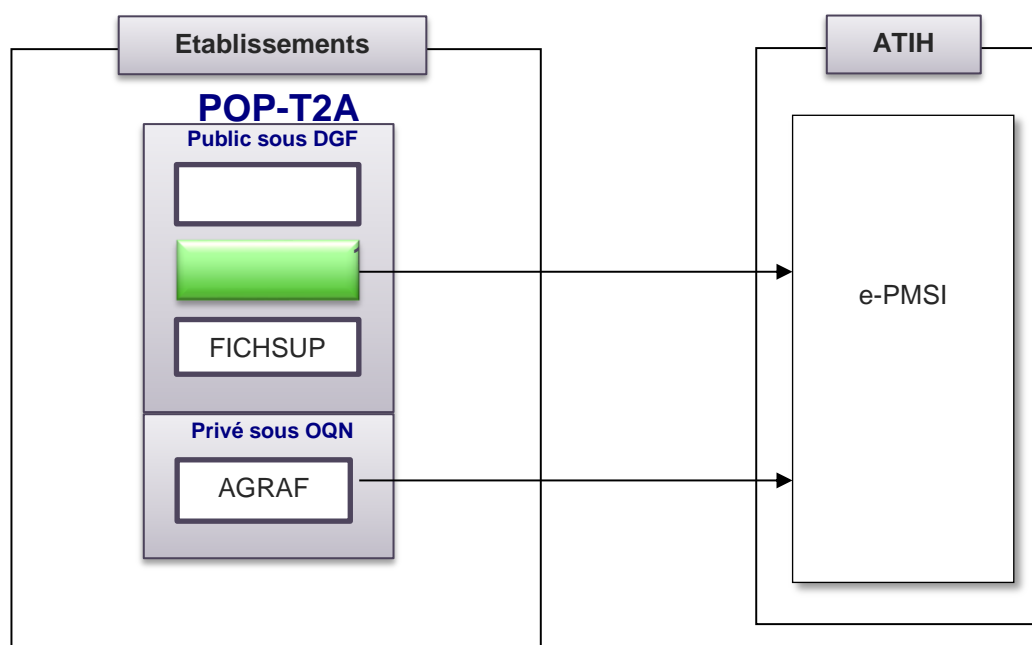 Etablissements
ATIH
POP-T2A
Public sous DGF
FICHSUP
e-PMSI
Privé sous OQN
AGRAF